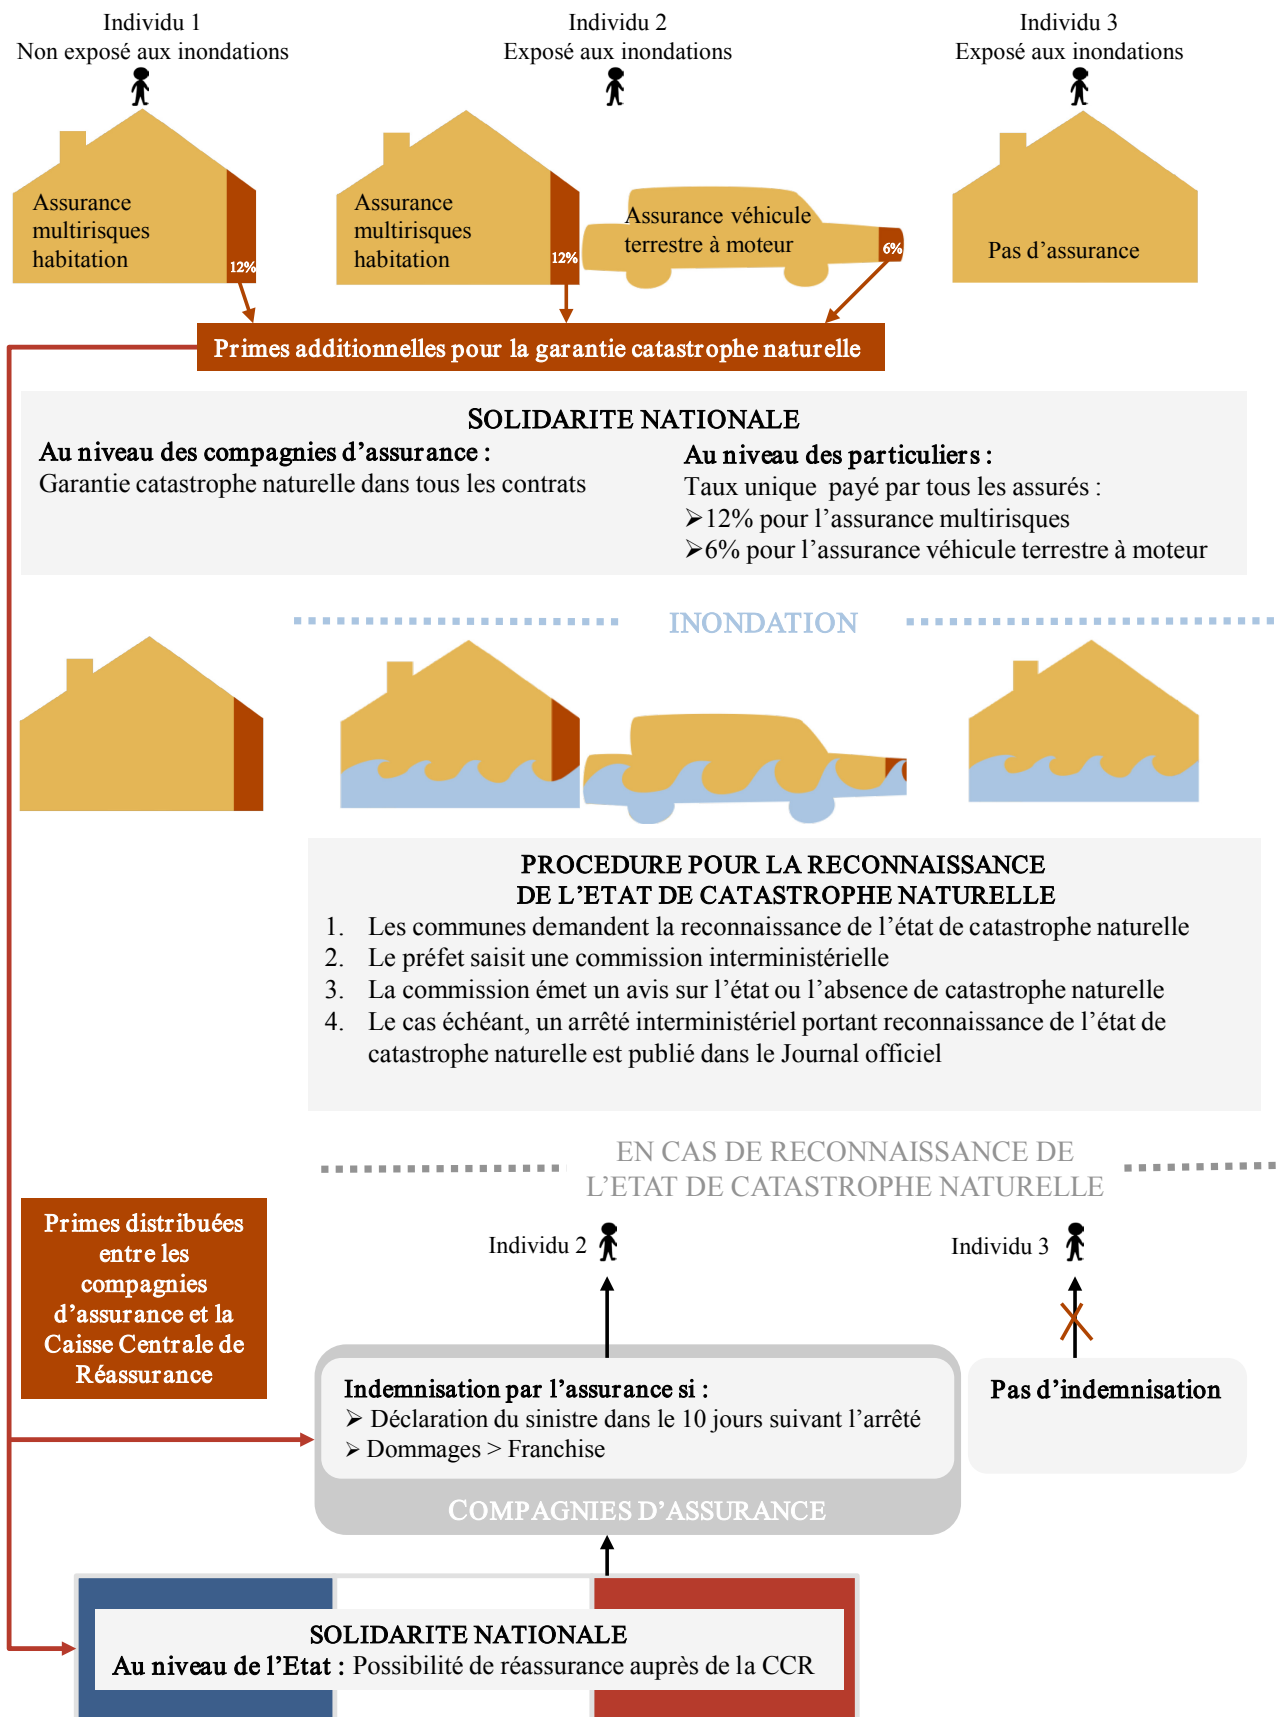 Individu 1
Non exposé aux inondations
Individu 2
Exposé aux inondations
Individu 3
Exposé aux inondations
Assurance
multirisques
habitation
12%
Assurance
multirisques
habitation
12%
Assurance véhicule
terrestre à moteur
6%
Pas d’assurance
Primes additionnelles pour la garantie catastrophe naturelle
SOLIDARITE NATIONALE
Au niveau des compagnies d’assurance :
Garantie catastrophe naturelle dans tous les contrats
Au niveau des particuliers :
Taux unique payé par tous les assurés :
➢12% pour l’assurance multirisques
➢6% pour l’assurance véhicule terrestre à moteur
INONDATION
PROCEDURE POUR LA RECONNAISSANCE
DE L’ETAT DE CATASTROPHE NATURELLE
1. Les communes demandent la reconnaissance de l’état de catastrophe naturelle
2. Le préfet saisit une commission interministérielle
3. La commission émet un avis sur l’état ou l’absence de catastrophe naturelle
4. Le cas échéant, un arrêté interministériel portant reconnaissance de l’état de
catastrophe naturelle est publié dans le Journal officiel
EN CAS DE RECONNAISSANCE DE
L’ETAT DE CATASTROPHE NATURELLE
Primes distribuées
entre les
compagnies
d’assurance et la
Caisse Centrale de
Réassurance
Individu 2
Individu 3
Indemnisation par l’assurance si :
➢ Déclaration du sinistre dans le 10 jours suivant l’arrêté
➢ Dommages > Franchise
COMPAGNIES D’ASSURANCE
Pas d’indemnisation
SOLIDARITE NATIONALE
Au niveau de l’Etat : Possibilité de réassurance auprès de la CCR